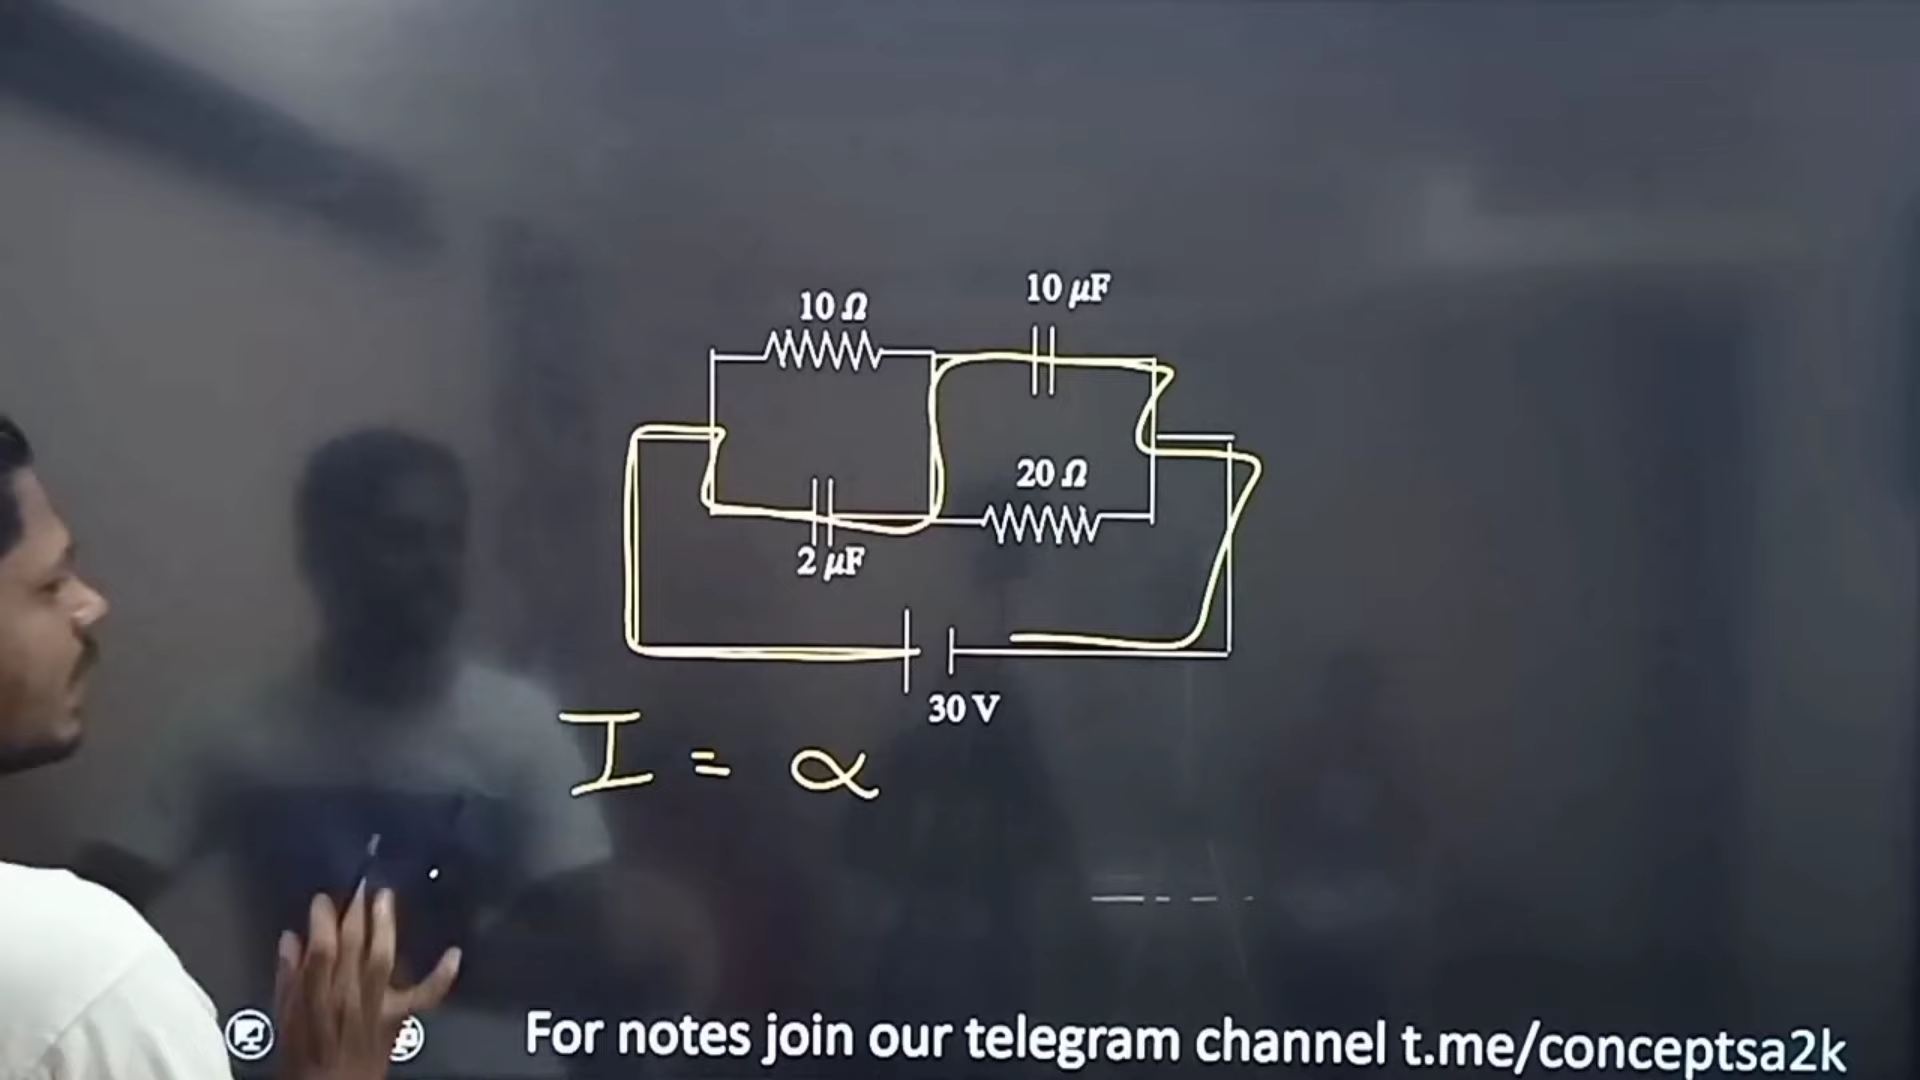 10 μF
10 Ω
20 Ω
2 μF
30 V
I = α
For notes join our telegram channel t.me/conceptsa2k